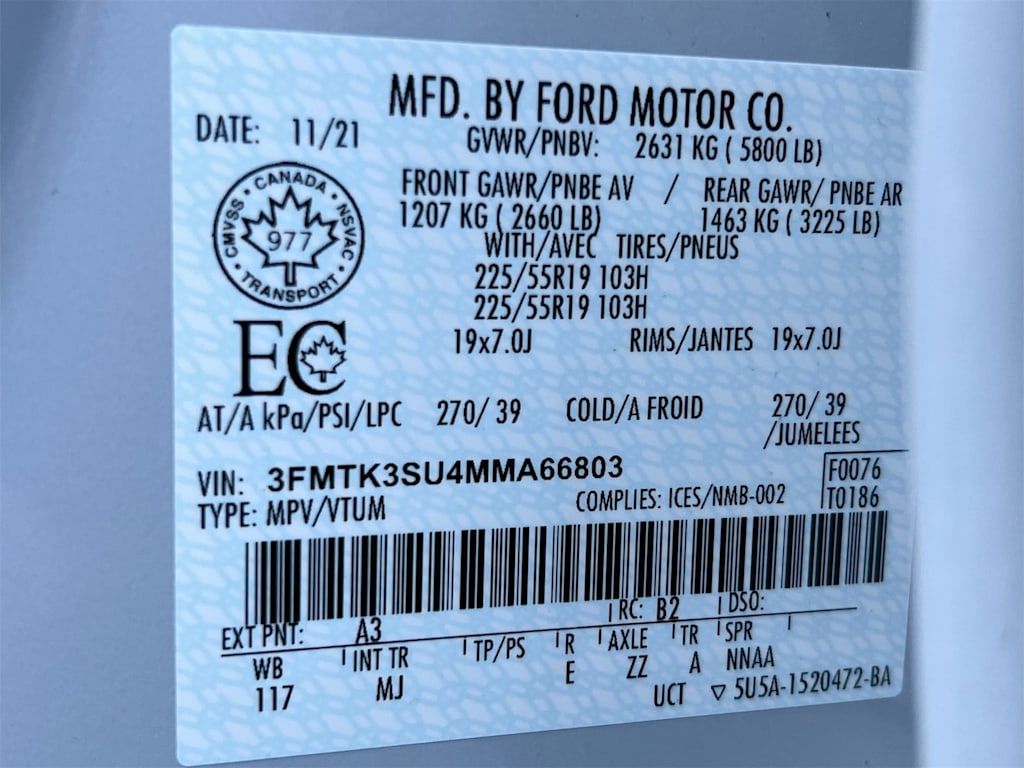 MFD. BY FORD MOTOR CO.
DATE: 11/21
GVWR/PNBV: 2631 KG ( 5800 LB)
FRONT GAWR/PNBE AV / REAR GAWR/ PNBE AR
1207 KG ( 2660 LB) 1463 KG ( 3225 LB)
WITH/AVEC TIRES/PNEUS
225/55R19 103H
225/55R19 103H
19x7.0J RIMS/JANTES 19x7.0J
CANADA
CMVSS 977 NSVAC
TRANSPORT
EC
AT/A kPa/PSI/LPC 270/ 39 COLD/A FROID 270/ 39
/JUMELEES
VIN: 3FMTK3SU4MMA66803
F0076
TYPE: MPV/VTUM COMPLIES: ICES/NMB-002 T0186
EXT PNT: A3 RC: B2 DSO:
WB INT TR TP/PS R AXLE TR SPR
117 MJ E ZZ A NNAA
UCT ▽ 5U5A-1520472-BA